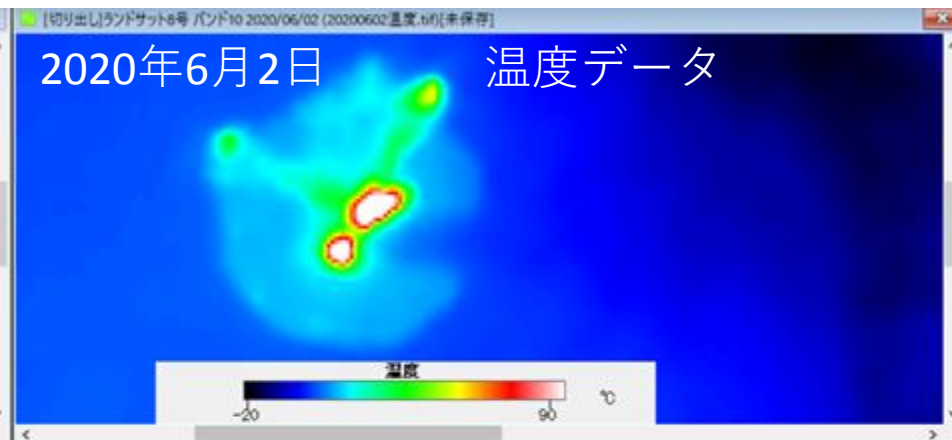 [切り出し]ランドサット8号 バンド10 2020/06/02 (20200602温度.tif)[未保存]
2020年6月2日 温度データ
温度
-20 90 ℃